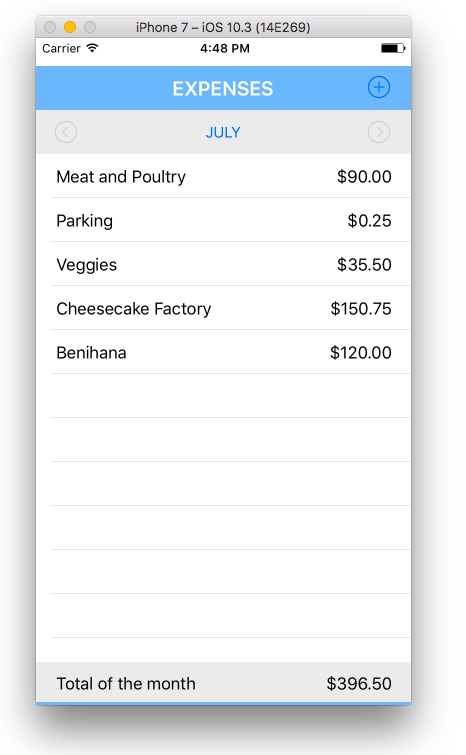 iPhone 7 – iOS 10.3 (14E269)
Carrier 4:48 PM
EXPENSES
JULY
Meat and Poultry $90.00
Parking $0.25
Veggies $35.50
Cheesecake Factory $150.75
Benihana $120.00
Total of the month $396.50